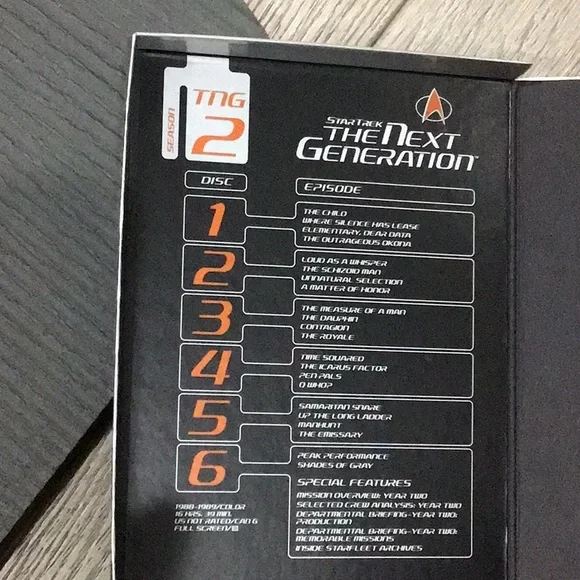 SEASON
TNG
2
STAR TREK
THE NEXT
GENERATION™
DISC
EPISODE
1
THE CHILD
WHERE SILENCE HAS LEASE
ELEMENTARY, DEAR DATA
THE OUTRAGEOUS OKONA
2
LOUD AS A WHISPER
THE SCHIZOID MAN
UNNATURAL SELECTION
A MATTER OF HONOR
3
THE MEASURE OF A MAN
THE DAUPHIN
CONTAGION
THE ROYALE
4
TIME SQUARED
THE ICARUS FACTOR
PEN PALS
Q WHO?
5
SAMARITAN SNARE
UP THE LONG LADDER
MANHUNT
THE EMISSARY
6
PEAK PERFORMANCE
SHADES OF GRAY
SPECIAL FEATURES
MISSION OVERVIEW: YEAR TWO
SELECTED CREW ANALYSIS: YEAR TWO
DEPARTMENTAL BRIEFING-YEAR TWO:
PRODUCTION
DEPARTMENTAL BRIEFING-YEAR TWO:
MEMORABLE MISSIONS
INSIDE STARFLEET ARCHIVES
1988-1989/COLOR
16 HRS. 39 MIN.
US NOT RATED/CAN G
FULL SCREEN/